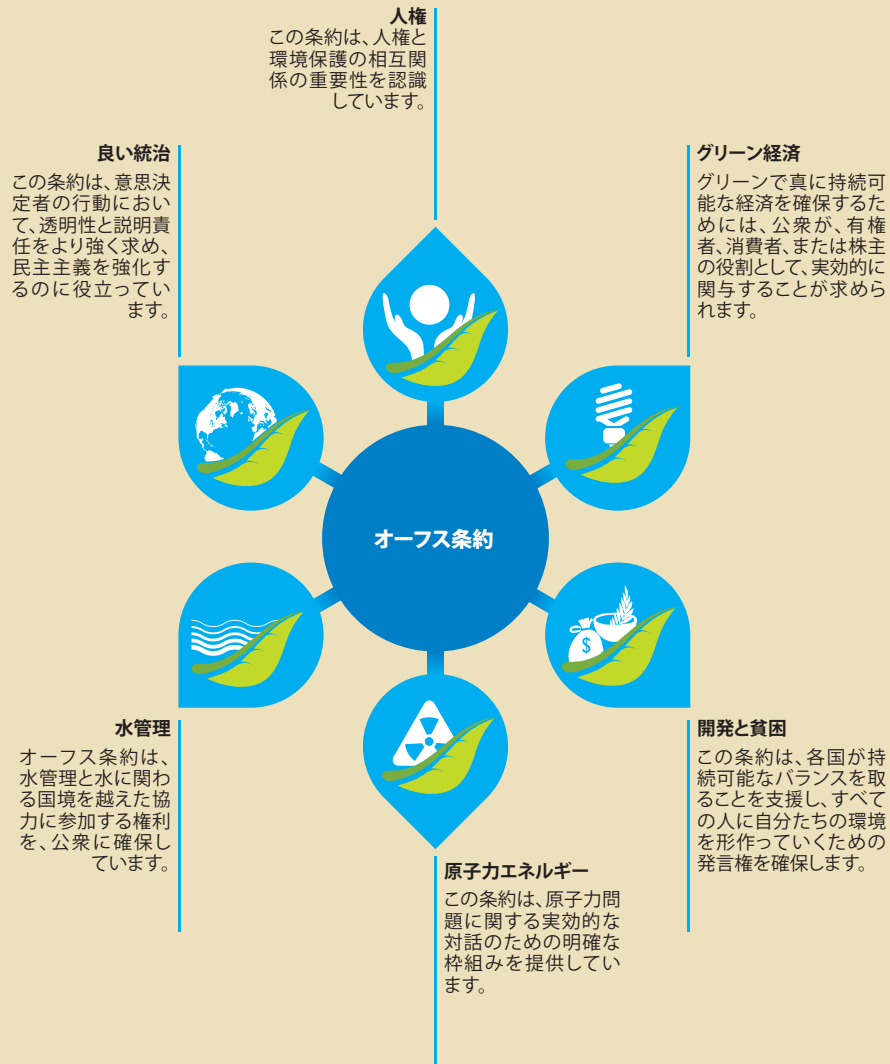 人権
この条約は、人権と
環境保護の相互関
係の重要性を認識
しています。
良い統治
この条約は、意思決
定者の行動におい
て、透明性と説明責
任をより強く求め、
民主主義を強化す
るのに役立ってい
ます。
グリーン経済
グリーンで真に持続可
能な経済を確保するた
めには、公衆が、有権
者、消費者、または株主
の役割として、実効的に
関与することが求めら
れます。
オーフス条約
$
水管理
オーフス条約は、
水管理と水に関わ
る国境を越えた協
力に参加する権利
を、公衆に確保し
ています。
開発と貧困
この条約は、各国が持
続可能なバランスを取
ることを支援し、すべて
の人に自分たちの環境
を形作っていくための
発言権を確保します。
原子力エネルギー
この条約は、原子力問
題に関する実効的な
対話のための明確な
枠組みを提供してい
ます。